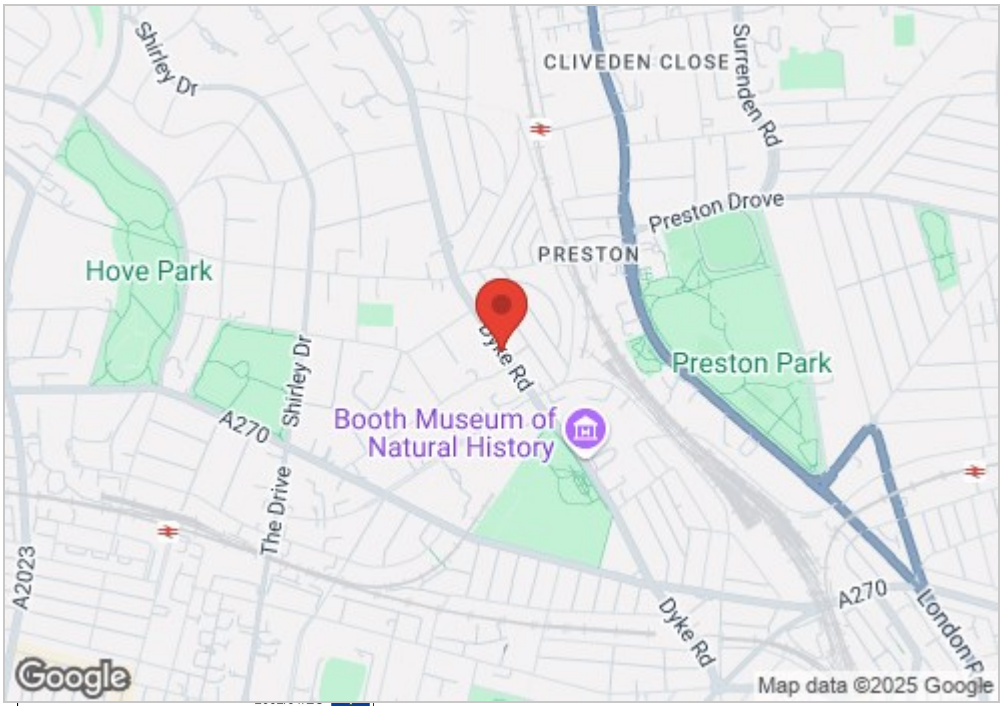 Shirley Dr
CLIVEDEN CLOSE
Surrenden Rd
Preston Drove
PRESTON
Hove Park
Dyke Rd
Preston Park
Shirley Dr
Booth Museum of
Natural History
A270
The Drive
A2023
A270
Dyke Rd
London R
Google
Map data ©2025 Google